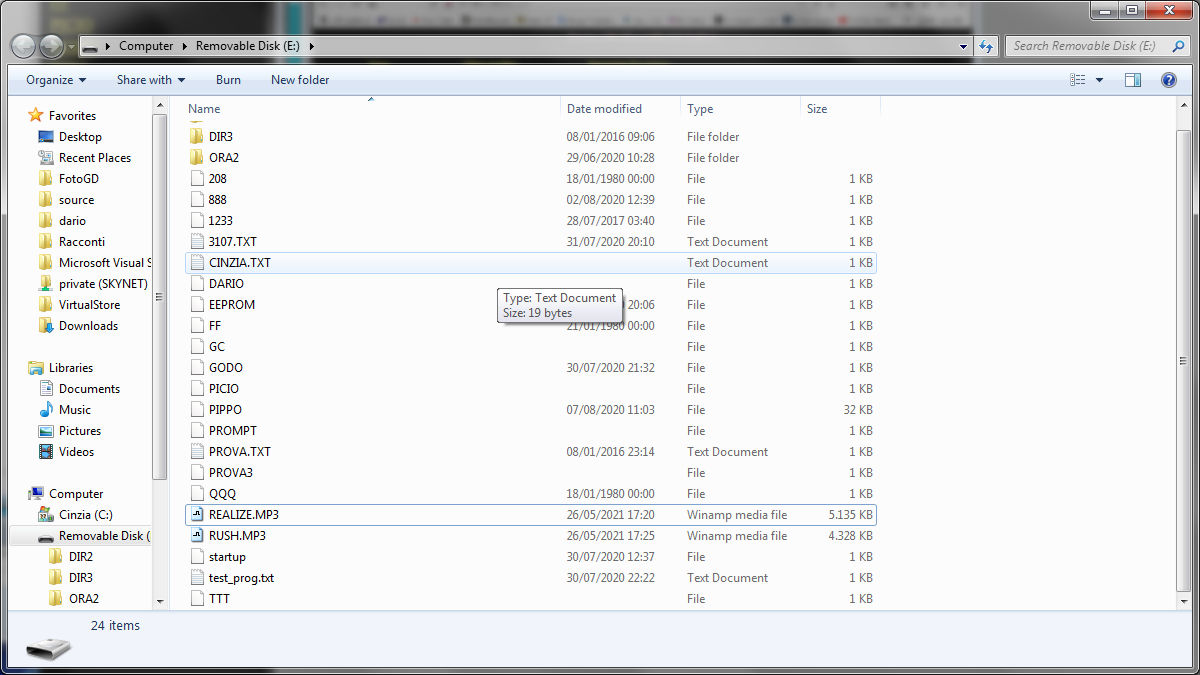 Computer Removable Disk (E:) Search Removable Disk (E:)
Organize Share with Burn New folder
Favorites
Desktop
Recent Places
FotoGD
source
dario
Racconti
Microsoft Visual S
private (SKYNET)
VirtualStore
Downloads
Libraries
Documents
Music
Pictures
Videos
Computer
Cinzia (C:)
Removable Disk (
DIR2
DIR3
ORA2
Name Date modified Type Size
DIR3 08/01/2016 09:06 File folder
ORA2 29/06/2020 10:28 File folder
208 18/01/1980 00:00 File 1 KB
888 02/08/2020 12:39 File 1 KB
1233 28/07/2017 03:40 File 1 KB
3107.TXT 31/07/2020 20:10 Text Document 1 KB
CINZIA.TXT Text Document 1 KB
DARIO File 1 KB
EEPROM 20:06 File 1 KB
FF 21/01/1980 00:00 File 1 KB
GC File 1 KB
GODO 30/07/2020 21:32 File 1 KB
PICIO File 1 KB
PIPPO 07/08/2020 11:03 File 32 KB
PROMPT File 1 KB
PROVA.TXT 08/01/2016 23:14 Text Document 1 KB
PROVA3 File 1 KB
QQQ 18/01/1980 00:00 File 1 KB
REALIZE.MP3 26/05/2021 17:20 Winamp media file 5.135 KB
RUSH.MP3 26/05/2021 17:25 Winamp media file 4.328 KB
startup 30/07/2020 12:37 File 1 KB
test_prog.txt 30/07/2020 22:22 Text Document 1 KB
TTT File 1 KB
Type: Text Document
Size: 19 bytes
24 items